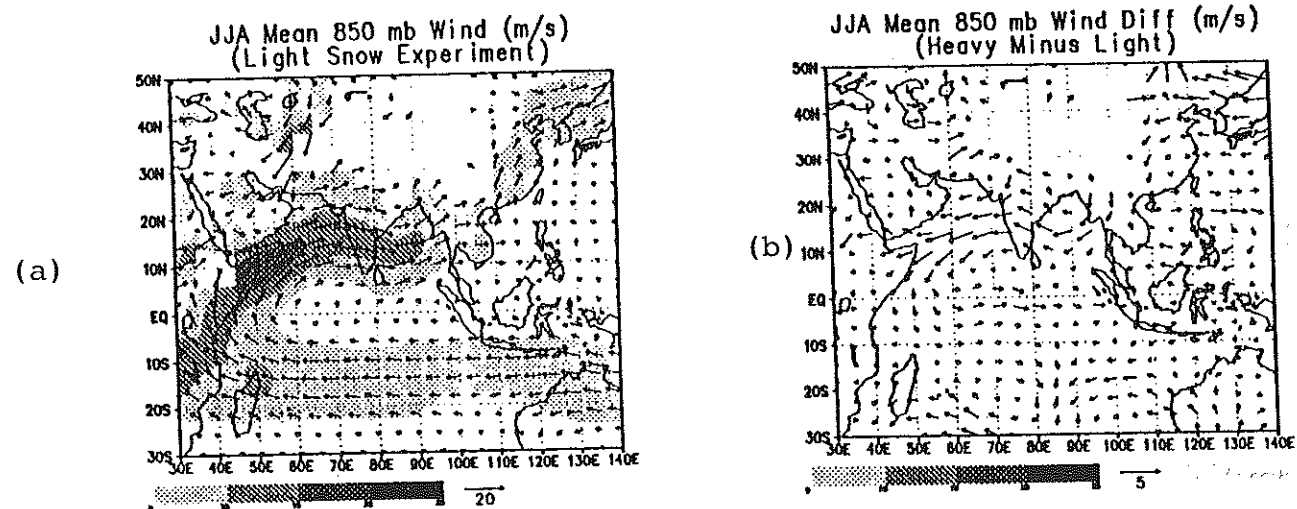 JJA Mean 850 mb Wind (m/s)
(Light Snow Experiment)
50N
40N
30N
20N
10N
EQ
10S
20S
30S
30E 40E 50E 60E 70E 80E 90E 100E 110E 120E 130E 140E
20
(a)
JJA Mean 850 mb Wind Diff (m/s)
(Heavy Minus Light)
50N
40N
30N
20N
10N
EQ
10S
20S
30S
30E 40E 50E 60E 70E 80E 90E 100E 110E 120E 130E 140E
5
(b)